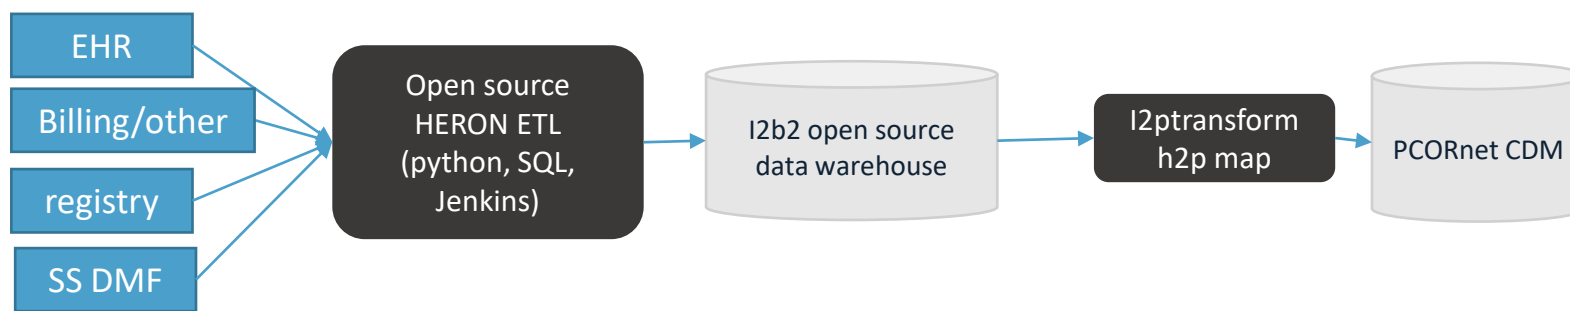 EHR
Billing/other
registry
SS DMF
Open source
HERON ETL
(python, SQL,
Jenkins)
I2b2 open source
data warehouse
I2ptransform
h2p map
PCORnet CDM